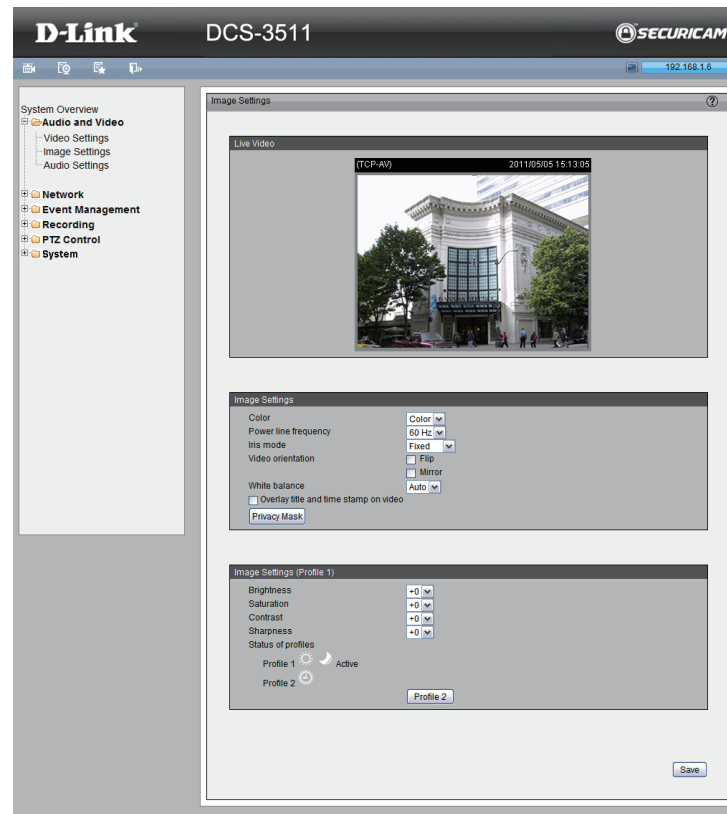 D-Link
DCS-3511
SECURICAM
192.168.1.6
System Overview
Audio and Video
Video Settings
Image Settings
Audio Settings
Network
Event Management
Recording
PTZ Control
System
Image Settings
?
Live Video
(TCP-AV) 2011/05/05 15:13:05
Image Settings
Color Color
Power line frequency 60 Hz
Iris mode Fixed
Video orientation Flip
Mirror
White balance Auto
Overlay title and time stamp on video
Privacy Mask
Image Settings (Profile 1)
Brightness +0
Saturation +0
Contrast +0
Sharpness +0
Status of profiles
Profile 1 Active
Profile 2
Profile 2
Save